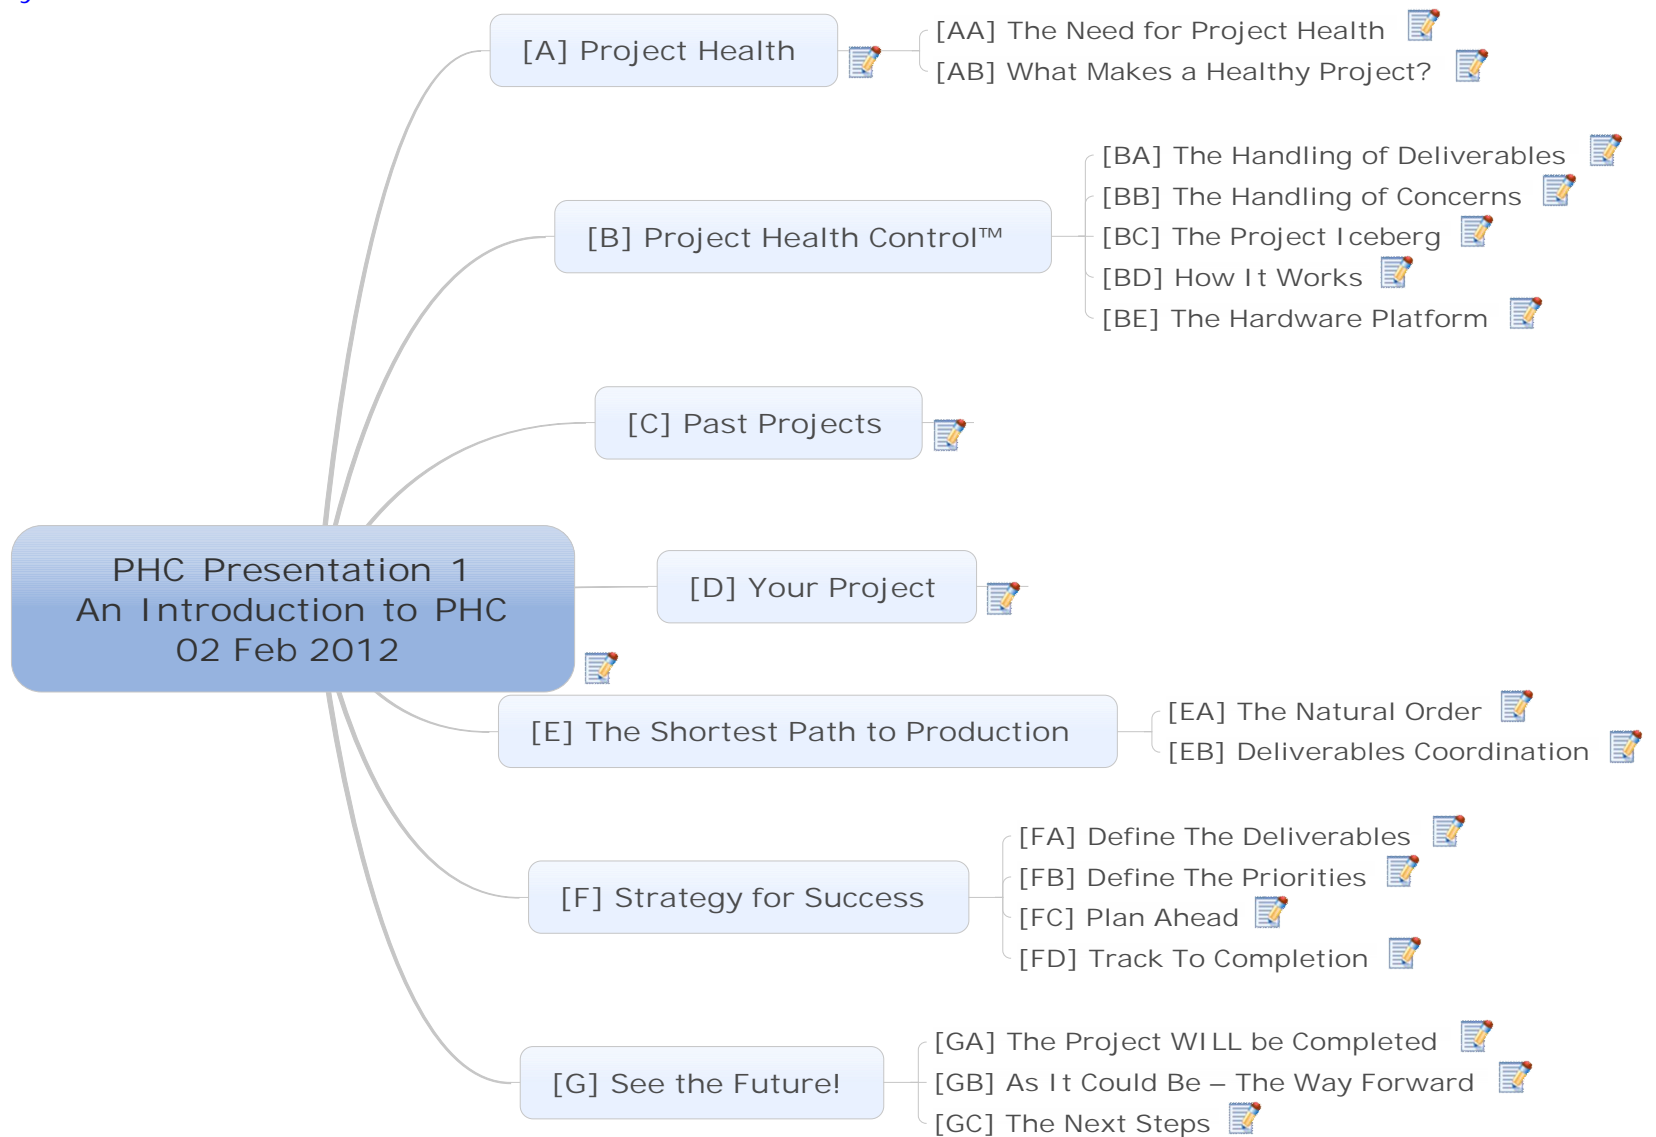 [A] Project Health
[AA] The Need for Project Health
[AB] What Makes a Healthy Project?
[B] Project Health Control™
[BA] The Handling of Deliverables
[BB] The Handling of Concerns
[BC] The Project Iceberg
[BD] How It Works
[BE] The Hardware Platform
[C] Past Projects
PHC Presentation 1
An Introduction to PHC
02 Feb 2012
[D] Your Project
[E] The Shortest Path to Production
[EA] The Natural Order
[EB] Deliverables Coordination
[F] Strategy for Success
[FA] Define The Deliverables
[FB] Define The Priorities
[FC] Plan Ahead
[FD] Track To Completion
[G] See the Future!
[GA] The Project WILL be Completed
[GB] As It Could Be – The Way Forward
[GC] The Next Steps